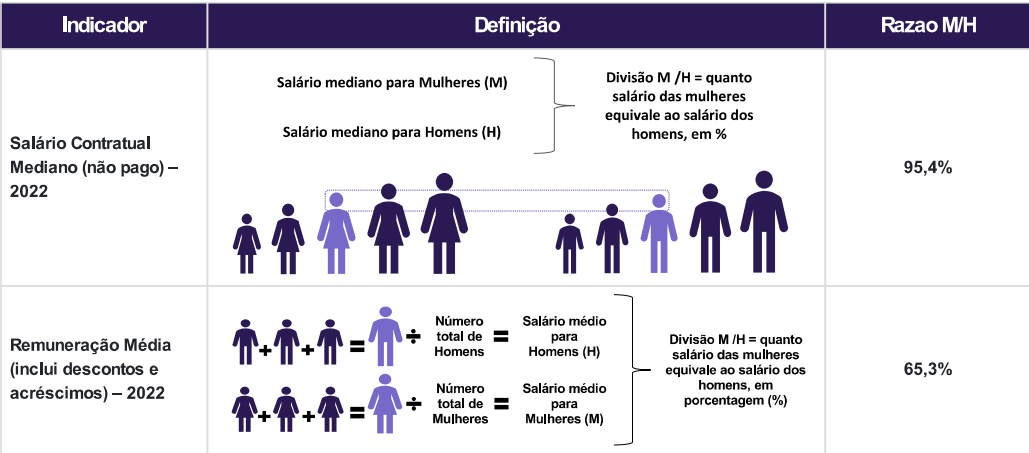 Indicador
Definição
Razao M/H
Salário Contratual
Mediano (não pago) –
2022
Salário mediano para Mulheres (M)
Salário mediano para Homens (H)
Divisão M /H = quanto
salário das mulheres
equivale ao salário dos
homens, em %
95,4%
Remuneração Média
(inclui descontos e
acréscimos) – 2022
+ + = ÷
Número
total de
Homens
=
Salário médio
para
Homens (H)
+ + = ÷
Número
total de
Mulheres
=
Salário médio
para
Mulheres (M)
Divisão M /H = quanto
salário das mulheres
equivale ao salário dos
homens, em
porcentagem (%)
65,3%